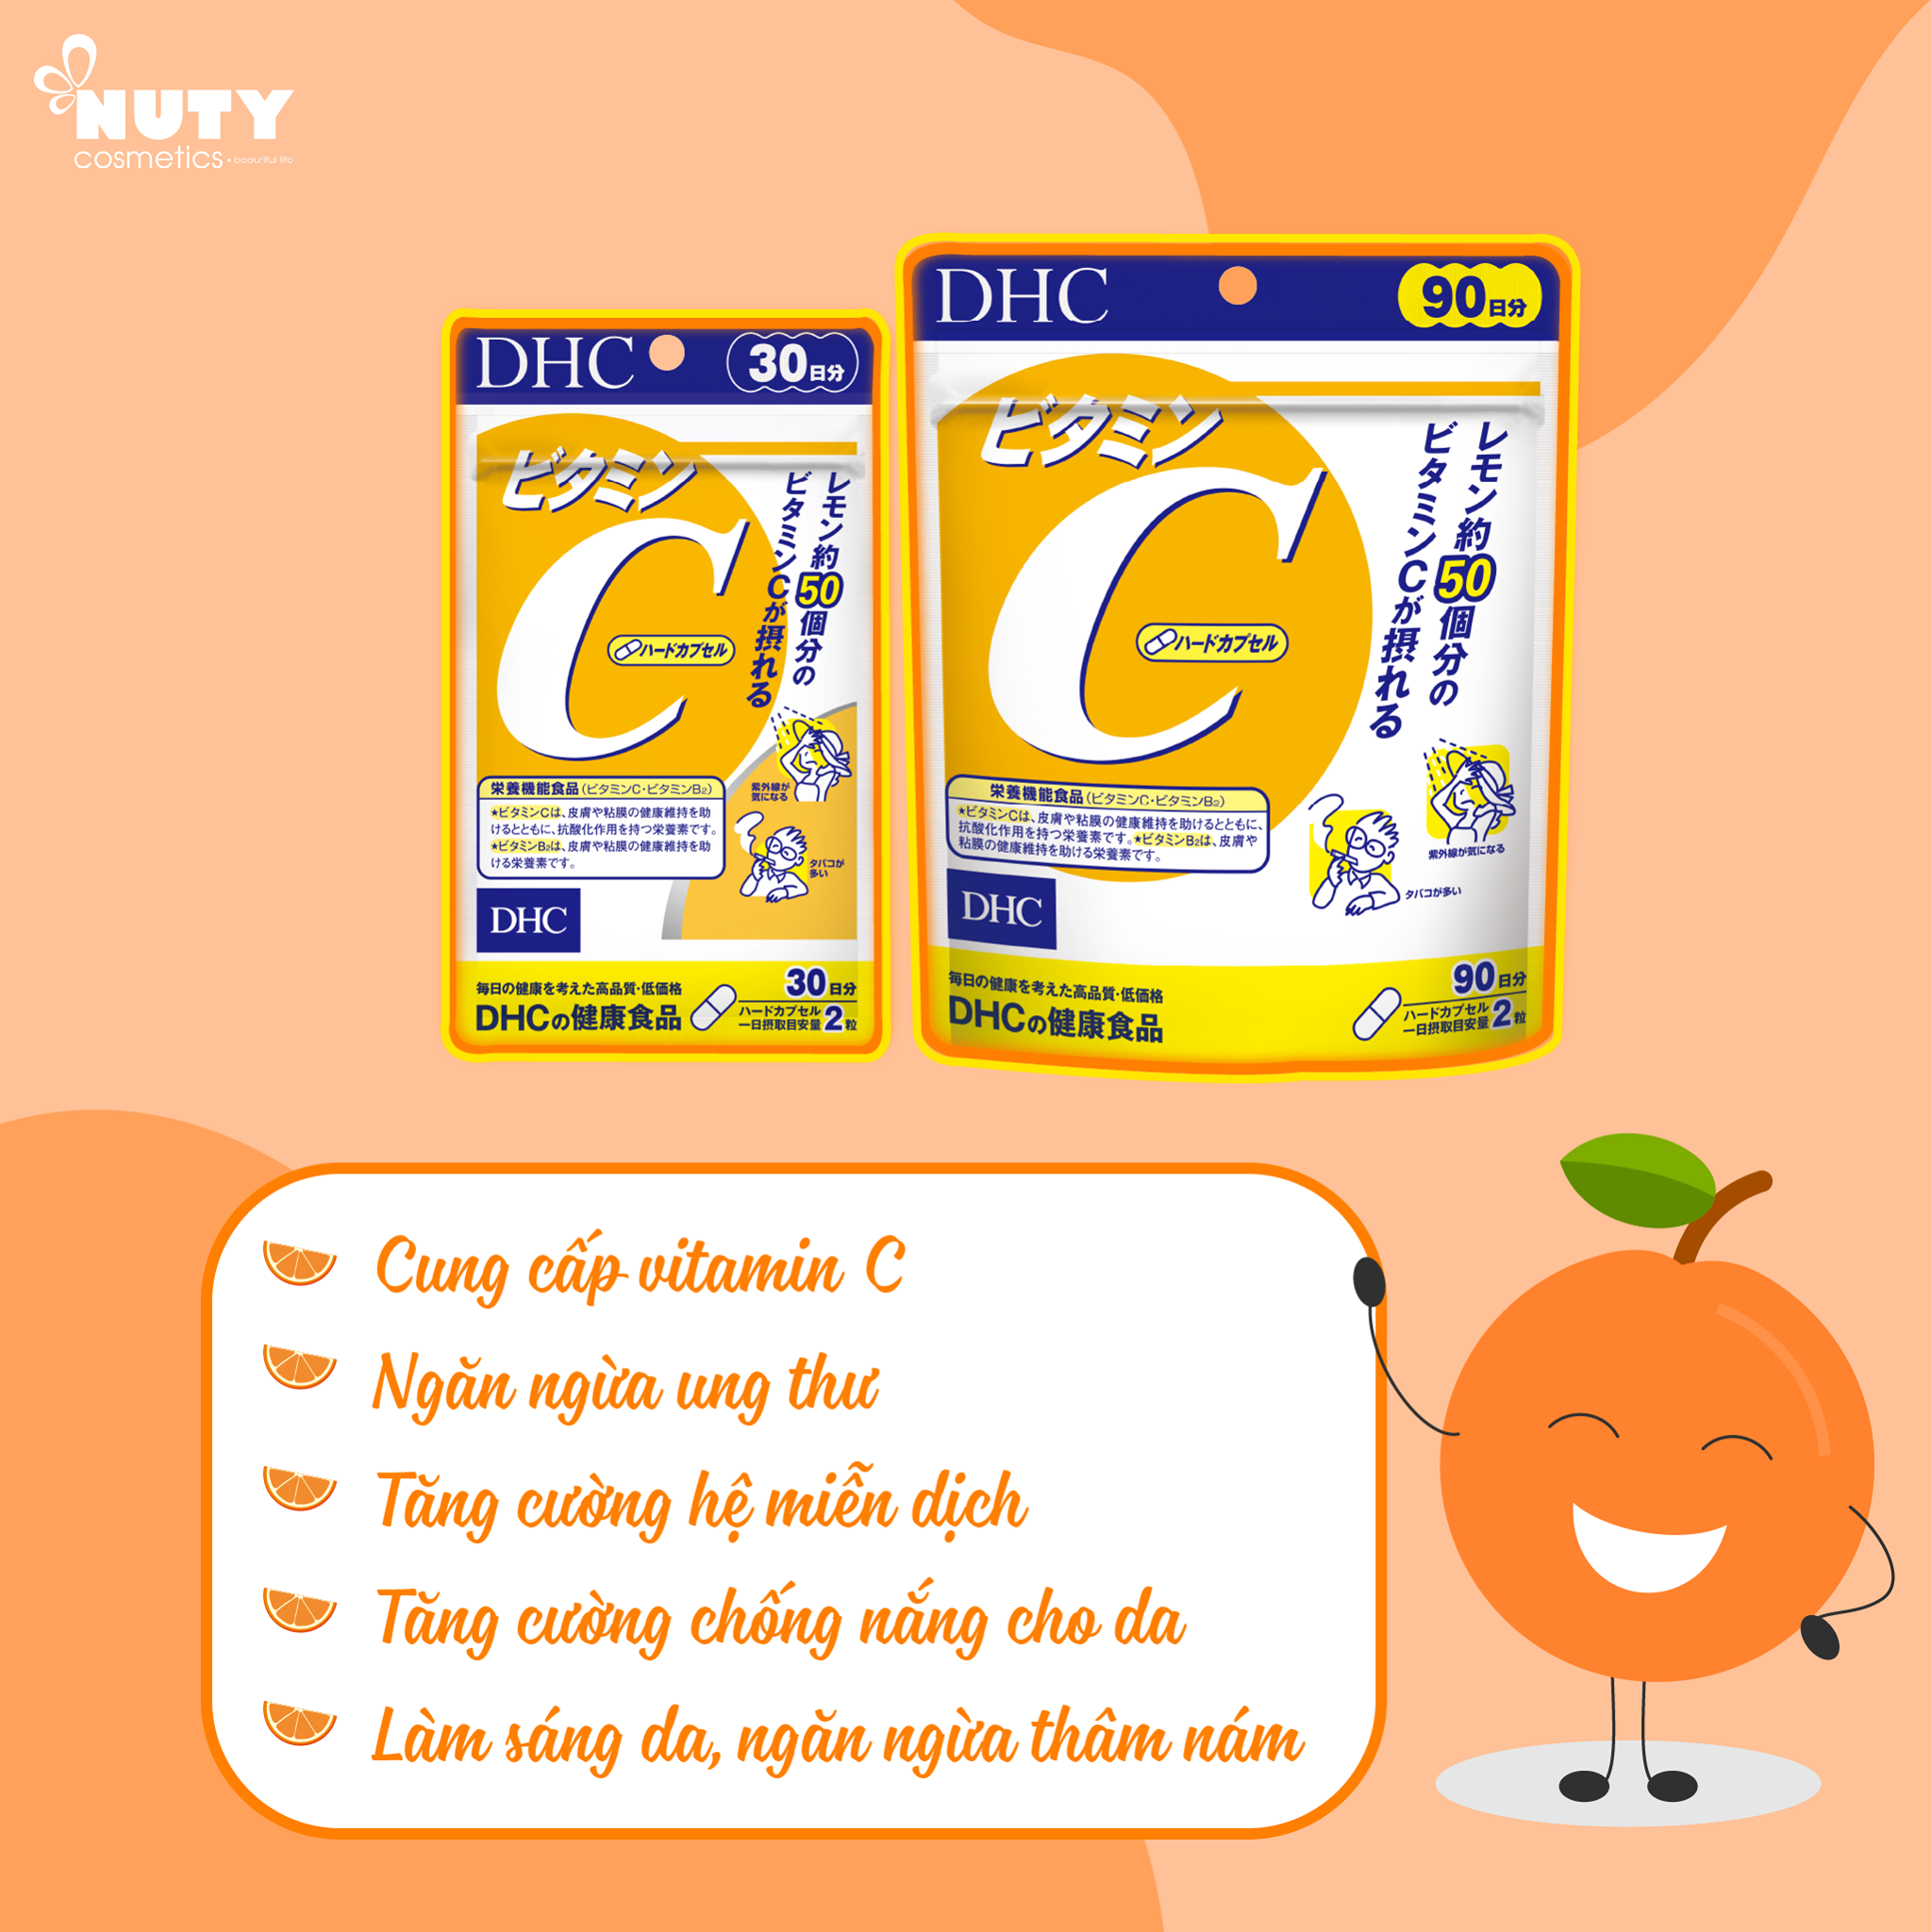 NUTY
cosmetics • beautiful life
DHC
30日分
ビタミン
C
ハードカプセル
レモン約50個分の
ビタミンCが摂れる
紫外線が
気になる
タバコが
多い
栄養機能食品(ビタミンC・ビタミンB2)
★ビタミンCは、皮膚や粘膜の健康維持を助
けるとともに、抗酸化作用を持つ栄養素です。
★ビタミンB2は、皮膚や粘膜の健康維持を助
ける栄養素です。
DHC
毎日の健康を考えた高品質・低価格
DHCの健康食品
30日分
ハードカプセル
一日摂取目安量2粒
DHC
90日分
ビタミン
C
ハードカプセル
レモン約50個分の
ビタミンCが摂れる
紫外線が気になる
タバコが多い
栄養機能食品(ビタミンC・ビタミンB2)
★ビタミンCは、皮膚や粘膜の健康維持を助けるとともに、
抗酸化作用を持つ栄養素です。★ビタミンB2は、皮膚や
粘膜の健康維持を助ける栄養素です。
DHC
毎日の健康を考えた高品質・低価格
DHCの健康食品
90日分
ハードカプセル
一日摂取目安量2粒
Cung cấp vitamin C
Ngăn ngừa ung thư
Tăng cường hệ miễn dịch
Tăng cường chống nắng cho da
Làm sáng da, ngăn ngừa thâm nám